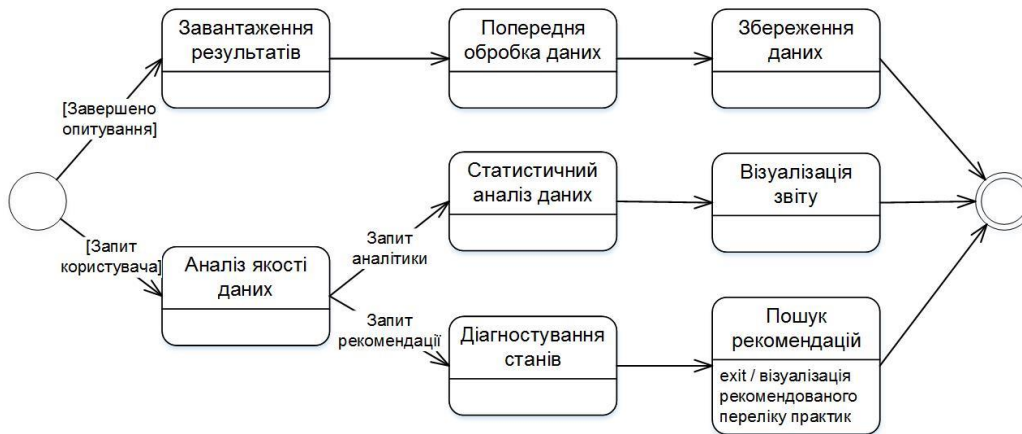 Завантаження
результатів
Попередня
обробка даних
Збереження
даних
[Завершено
опитування]
Статистичний
аналіз даних
Візуалізація
звіту
[Запит
користувача]
Аналіз якості
даних
Запит
аналітики
Запит
рекомендації
Діагностування
станів
Пошук
рекомендацій
exit / візуалізація
рекомендованого
переліку практик